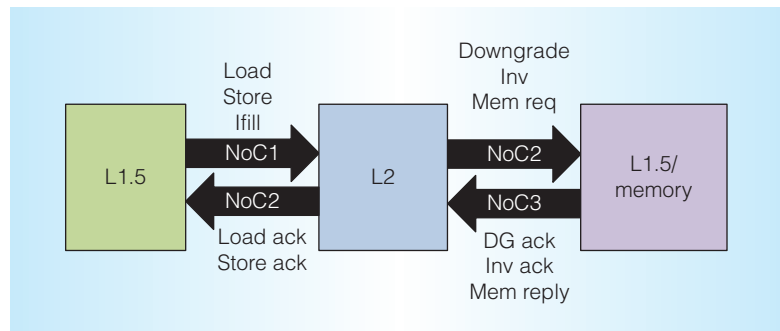 Load
Store
Ifill
Downgrade
Inv
Mem req
L1.5
NoC1
NoC2
L2
NoC2
NoC3
L1.5/
memory
Load ack
Store ack
DG ack
Inv ack
Mem reply